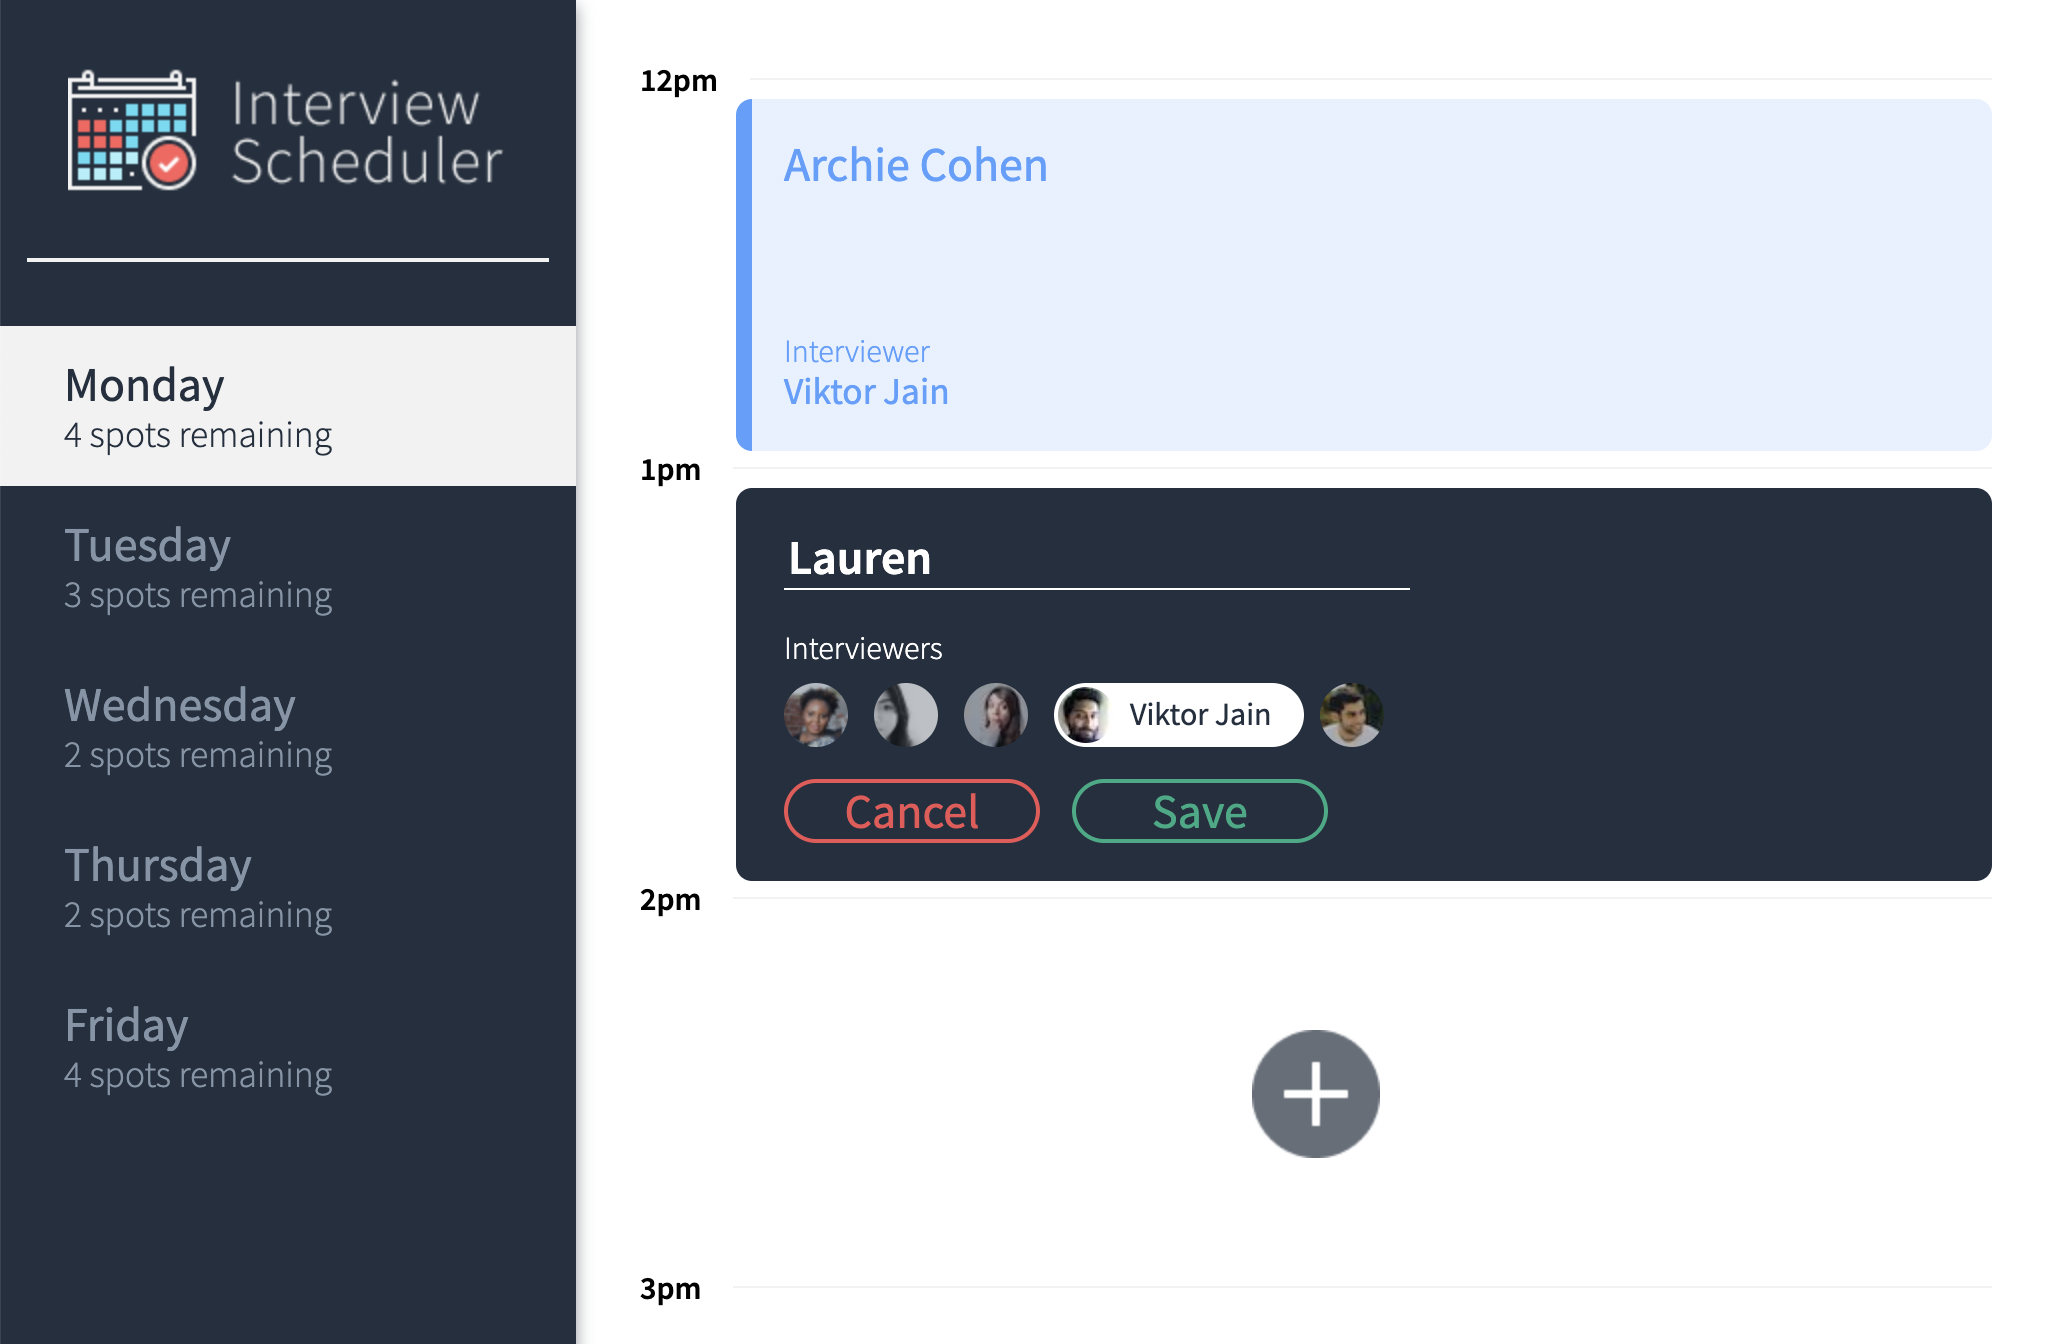 Interview
Scheduler
Monday
4 spots remaining
Tuesday
3 spots remaining
Wednesday
2 spots remaining
Thursday
2 spots remaining
Friday
4 spots remaining
12pm
Archie Cohen
Interviewer
Viktor Jain
1pm
Lauren
Interviewers
Viktor Jain
Cancel Save
2pm
3pm